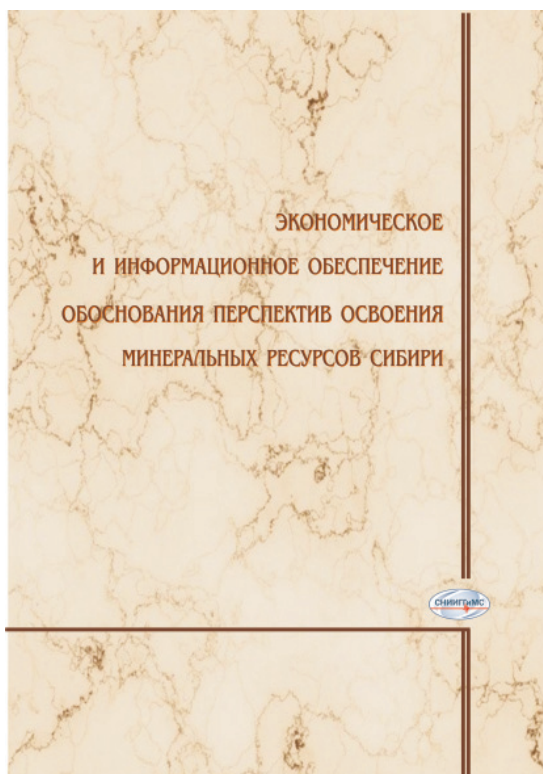 ЭКОНОМИЧЕСКОЕ
И ИНФОРМАЦИОННОЕ ОБЕСПЕЧЕНИЕ
ОБОСНОВАНИЯ ПЕРСПЕКТИВ ОСВОЕНИЯ
МИНЕРАЛЬНЫХ РЕСУРСОВ СИБИРИ
СНИИГГиМС